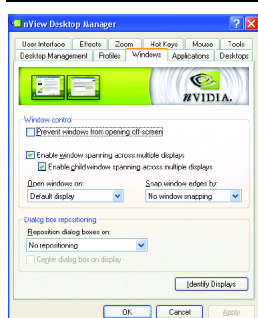 nView Desktop Manager
User Interface Effects Zoom Hot Keys Mouse Tools
Desktop Management Profiles Windows Applications Desktops
nVIDIA.
Window control
Prevent windows from opening off-screen
Enable window spanning across multiple displays
Enable child window spanning across multiple displays
Open windows on: Snap window edges by:
Default display No window snapping
Dialog box repositioning
Reposition dialog boxes on:
No repositioning
Center dialog box on display
Identify Displays
OK Cancel Apply